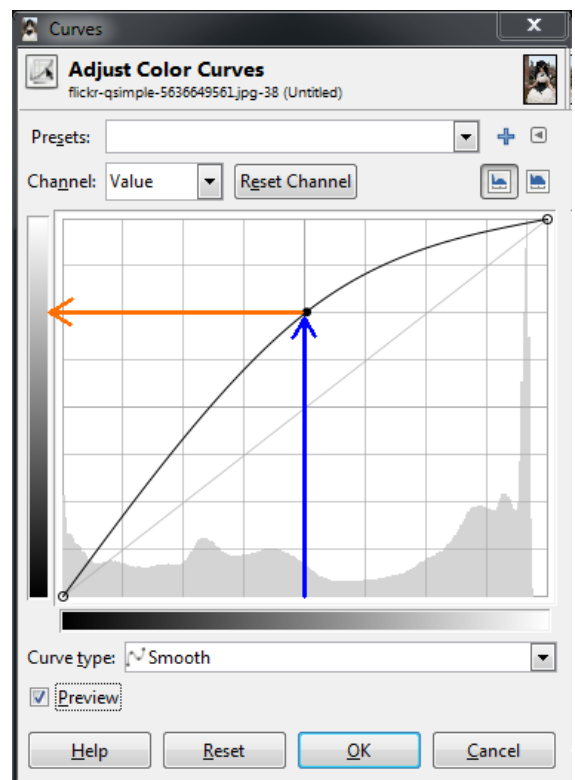 Curves
x
Adjust Color Curves
flickr-qsimple-5636649561.jpg-38 (Untitled)
Presets:
Channel: Value Reset Channel
Curve type: Smooth
Preview
Help Reset OK Cancel